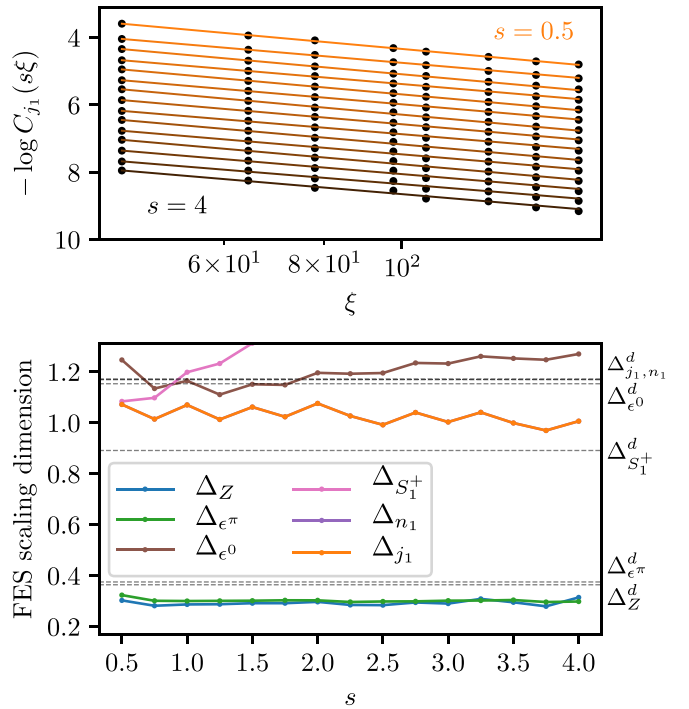 4
6
8
10
− log C_{j_1}(sξ)
s = 0.5
s = 4
6×10^1
8×10^1
10^2
ξ
1.2
1.0
0.8
0.6
0.4
0.2
FES scaling dimension
Δ^d_{j_1,n_1}
Δ^d_{ϵ^0}
Δ^d_{S_1^+}
Δ^d_{ϵ^π}
Δ^d_Z
Δ_Z
Δ_{ϵ^π}
Δ_{ϵ^0}
Δ_{S_1^+}
Δ_{n_1}
Δ_{j_1}
0.5 1.0 1.5 2.0 2.5 3.0 3.5 4.0
s